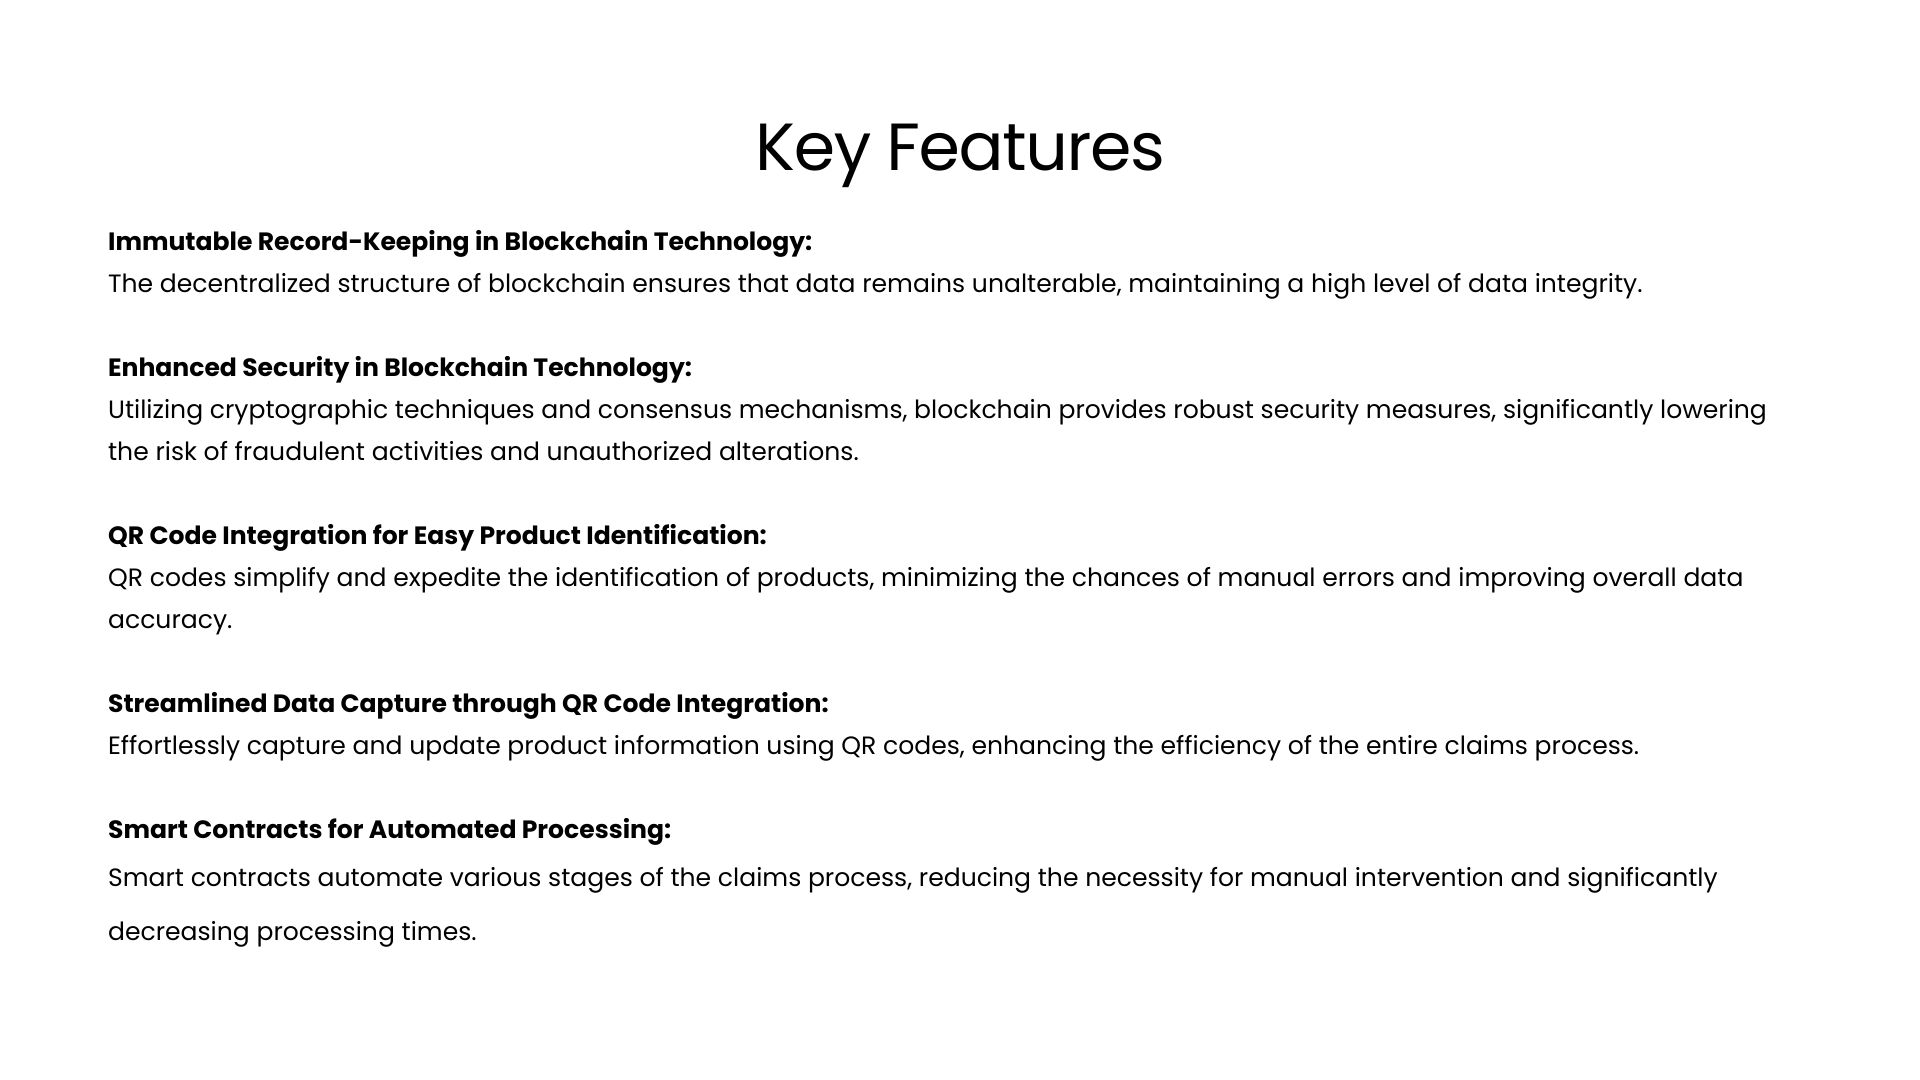 Key Features
Immutable Record-Keeping in Blockchain Technology:
The decentralized structure of blockchain ensures that data remains unalterable, maintaining a high level of data integrity.
Enhanced Security in Blockchain Technology:
Utilizing cryptographic techniques and consensus mechanisms, blockchain provides robust security measures, significantly lowering
the risk of fraudulent activities and unauthorized alterations.
QR Code Integration for Easy Product Identification:
QR codes simplify and expedite the identification of products, minimizing the chances of manual errors and improving overall data
accuracy.
Streamlined Data Capture through QR Code Integration:
Effortlessly capture and update product information using QR codes, enhancing the efficiency of the entire claims process.
Smart Contracts for Automated Processing:
Smart contracts automate various stages of the claims process, reducing the necessity for manual intervention and significantly
decreasing processing times.